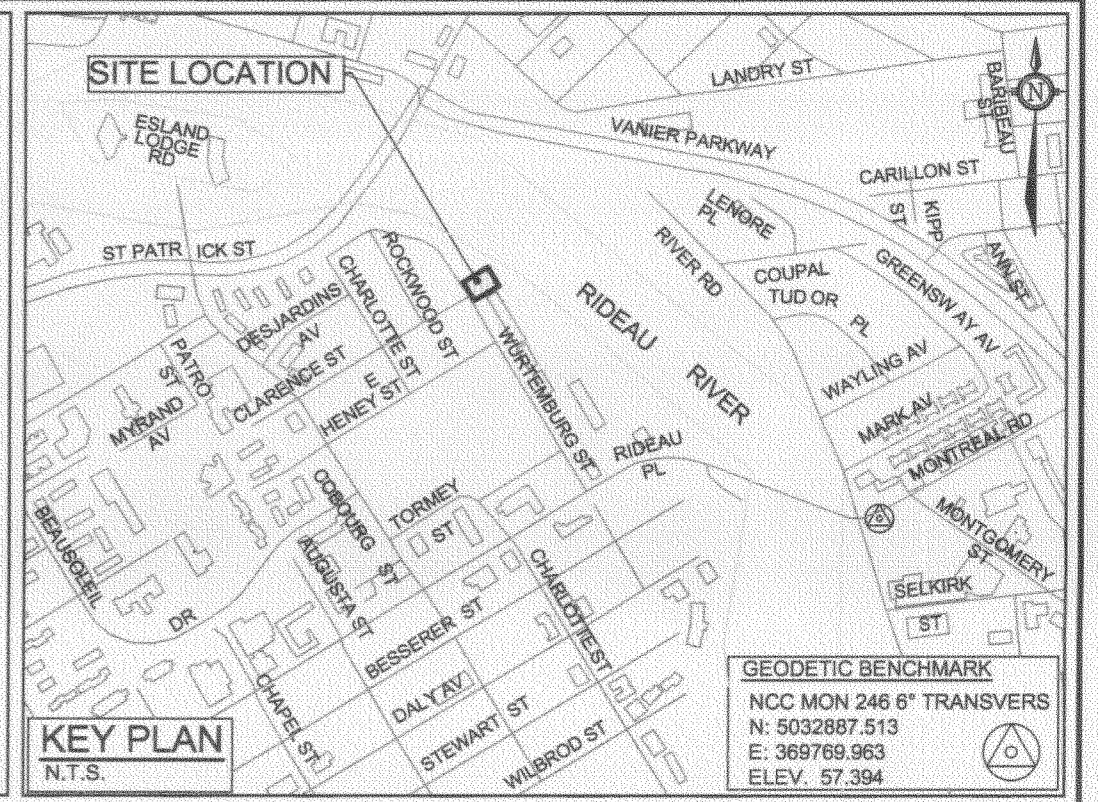 SITE LOCATION
LANDRY ST
BARIBEAU
ST
N
ESLAND
LODGE
RD
VANIER PARKWAY
CARILLON ST
KIPP
ST
LENORE
PL
RIVER RD
ST PATR ICK ST
ROCKWOOD ST
CHARLOTTE ST
COUPAL
TUD OR
PL
GREENSWAY AV
ANN ST
DESJARDINS
AV
RIDEAU
RIVER
PATRO
ST
CLARENCE ST
E
HENEY ST
WURTEMBURG ST
WAYLING AV
MYRAND
AV
MARK AV
MONTREAL RD
RIDEAU
PL
COBOURG
ST
TORMEY
ST
BEAUSOLEIL
DR
AUGUSTA ST
MONTGOMERY
ST
CHARLOTTE ST
SELKIRK
ST
BESSERER ST
DALY AV
CHAPEL ST
STEWART ST
WILBROD ST
KEY PLAN
N.T.S.
GEODETIC BENCHMARK
NCC MON 246 6° TRANSVERS
N: 5032887.513
E: 369769.963
ELEV. 57.394